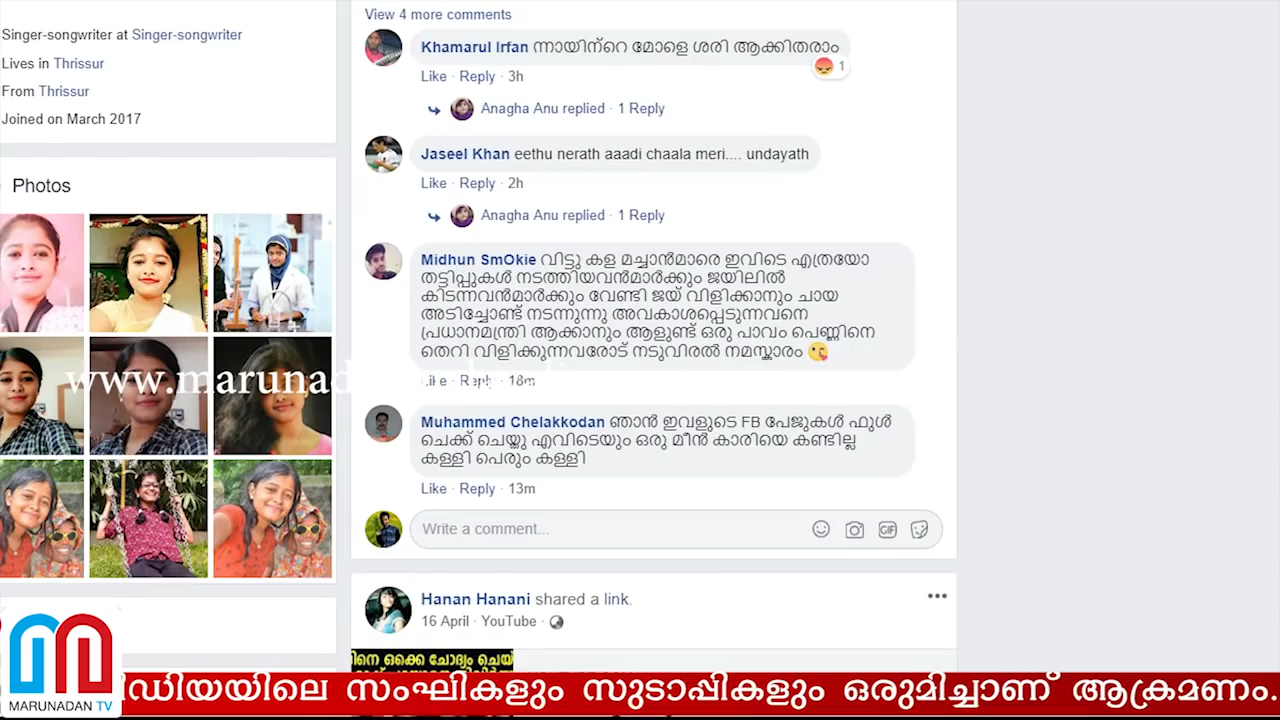 Singer-songwriter at Singer-songwriter
Lives in Thrissur
From Thrissur
Joined on March 2017
Photos
View 4 more comments
Khamarul Irfan ന്നായിന്റെ മോളെ ശരി ആക്കിതരാം
1
Like · Reply · 3h
Anagha Anu replied · 1 Reply
Jaseel Khan eethu nerath aaadi chaala meri.... undayath
Like · Reply · 2h
Anagha Anu replied · 1 Reply
Midhun SmOkie വിട്ടു കള മച്ചാൻമാരെ ഇവിടെ എത്രയോ
തട്ടിപ്പുകൾ നടത്തിയവൻമാർക്കും ജയിലിൽ
കിടന്നവൻമാർക്കും വേണ്ടി ജയ് വിളിക്കാനും ചായ
അടിച്ചോണ്ട് നടന്നുന്നു അവകാശപ്പെടുന്നവനെ
പ്രധാനമന്ത്രി ആക്കാനും ആളുണ്ട് ഒരു പാവം പെണ്ണിനെ
തെറി വിളിക്കുന്നവരോട് നടുവിരൽ നമസ്കാരം 😘
Like · Reply · 18m
www.maruna
Muhammed Chelakkodan ഞാൻ ഇവളുടെ FB പേജുകൾ ഫുൾ
ചെക്ക് ചെയ്തു എവിടെയും ഒരു മീൻ കാരിയെ കണ്ടില്ല
കള്ളി പെരും കള്ളി
Like · Reply · 13m
Write a comment...
GIF
Hanan Hanani shared a link.
16 April · YouTube ·
ിനെ ഒക്കെ ചോദ്യം ചെയ്
MARUNADAN TV
ഡിയയിലെ സംഘികളും സുടാപ്പികളും ഒരുമിച്ചാണ് ആക്രമണം.